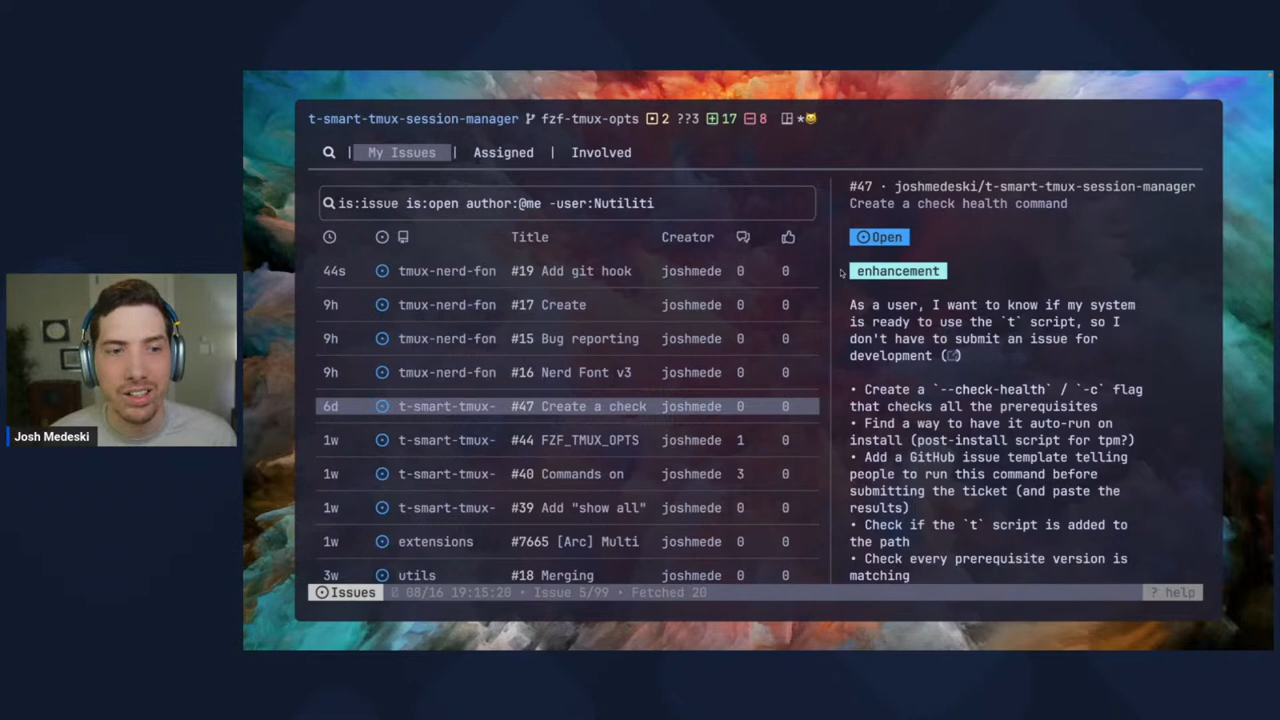 t-smart-tmux-session-manager fzf-tmux-opts 2 ??3 17 8 *
| My Issues | Assigned | Involved
is:issue is:open author:@me -user:Nutiliti
Title Creator
44s tmux-nerd-fon #19 Add git hook joshmede 0 0
9h tmux-nerd-fon #17 Create joshmede 0 0
9h tmux-nerd-fon #15 Bug reporting joshmede 0 0
9h tmux-nerd-fon #16 Nerd Font v3 joshmede 0 0
6d t-smart-tmux- #47 Create a check joshmede 0 0
1w t-smart-tmux- #44 FZF_TMUX_OPTS joshmede 1 0
1w t-smart-tmux- #40 Commands on joshmede 3 0
1w t-smart-tmux- #39 Add "show all" joshmede 0 0
1w extensions #7665 [Arc] Multi joshmede 0 0
3w utils #18 Merging joshmede 0 0
Issues 08/16 19:15:20 • Issue 5/99 • Fetched 20
? help
#47 · joshmedeski/t-smart-tmux-session-manager
Create a check health command
Open
enhancement
As a user, I want to know if my system
is ready to use the `t` script, so I
don't have to submit an issue for
development ()
• Create a `--check-health` / `-c` flag
that checks all the prerequisites
• Find a way to have it auto-run on
install (post-install script for tpm?)
• Add a GitHub issue template telling
people to run this command before
submitting the ticket (and paste the
results)
• Check if the `t` script is added to
the path
• Check every prerequisite version is
matching
Josh Medeski